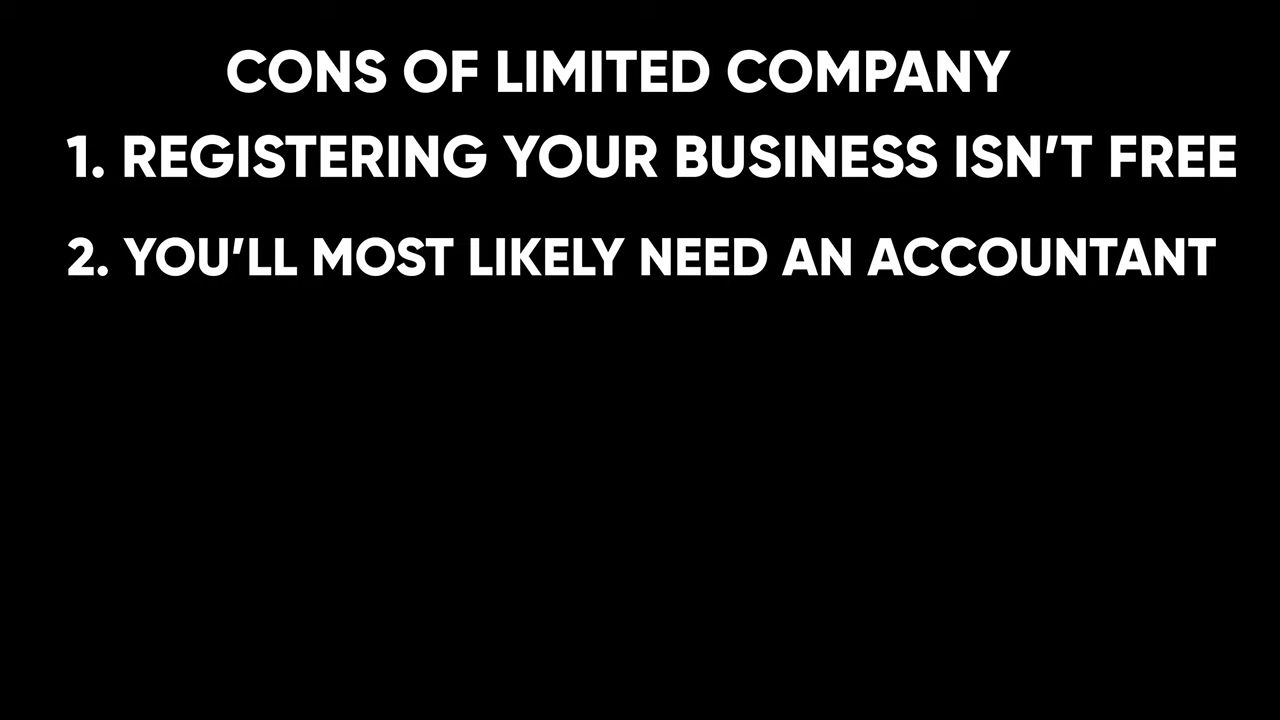 CONS OF LIMITED COMPANY
1. REGISTERING YOUR BUSINESS ISN’T FREE
2. YOU’LL MOST LIKELY NEED AN ACCOUNTANT